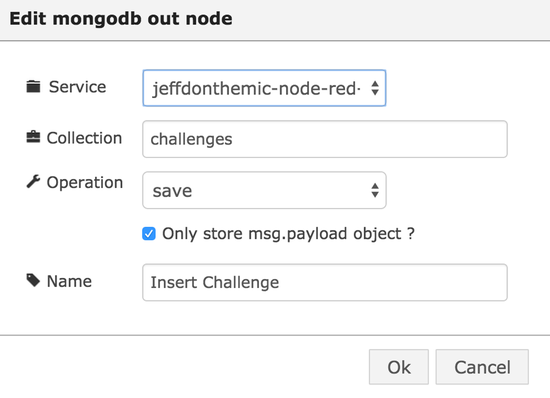 Edit mongodb out node
Service jeffdonthemic-node-red-
Collection challenges
Operation save
Only store msg.payload object ?
Name Insert Challenge
Ok Cancel